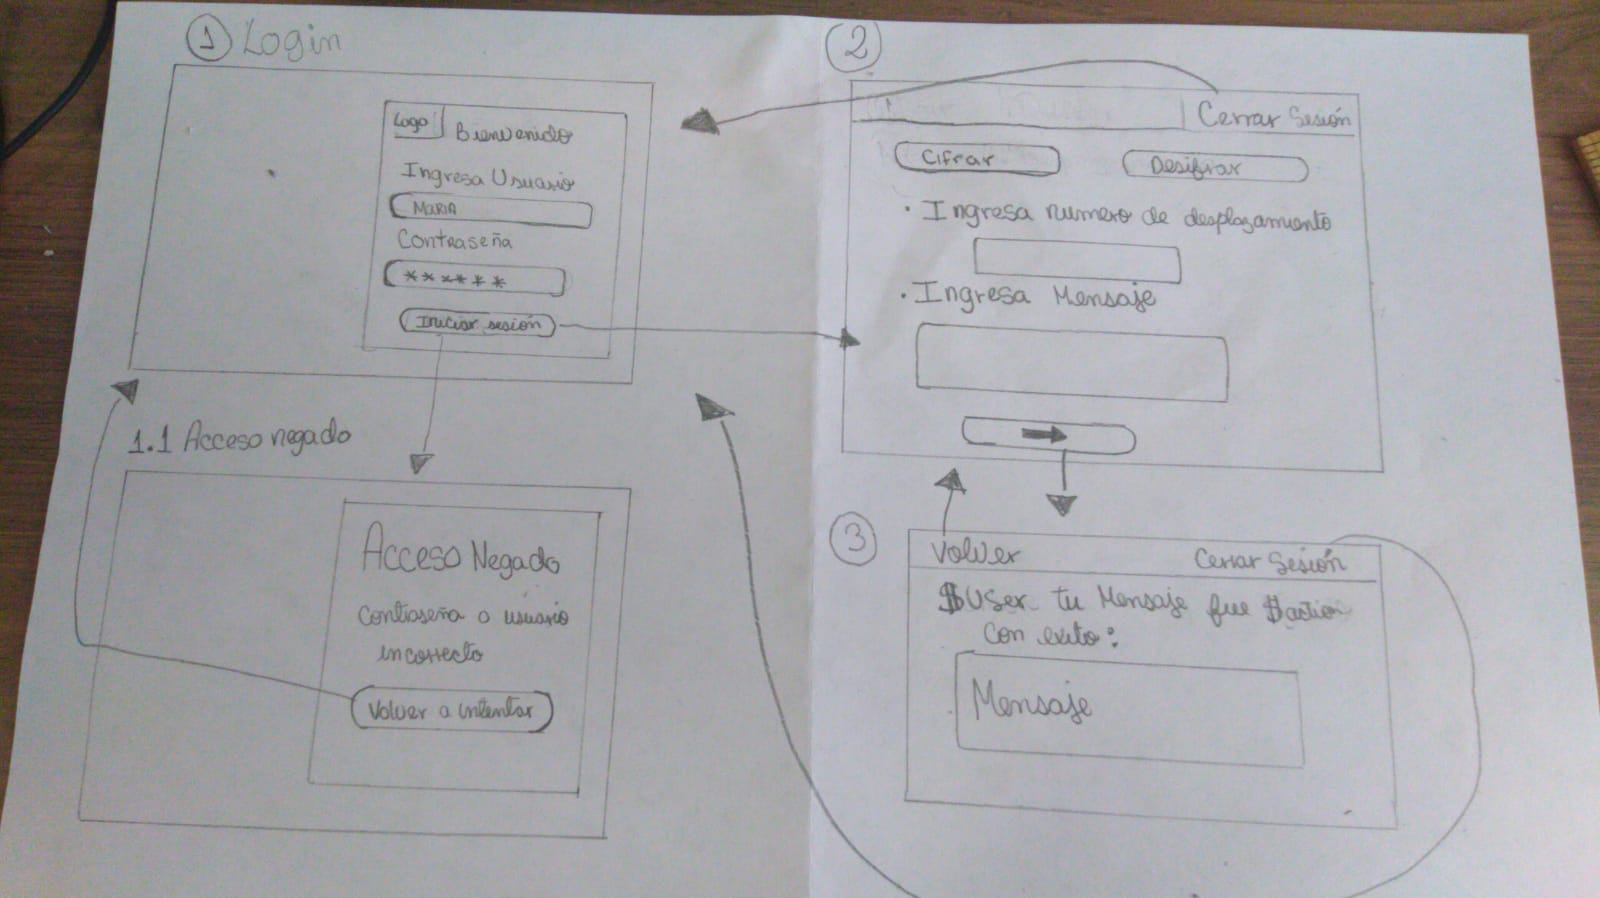 1 Login
Logo
Bienvenido
Ingresa Usuario
MARIA
Contraseña
******
Iniciar sesión
1.1 Acceso negado
Acceso Negado
Contraseña o usuario
incorrecto
Volver a intentar
2
Cerrar Sesión
Cifrar
Desifrar
· Ingresa numero de desplazamiento
· Ingresa Mensaje
3
Volver
Cerrar Sesión
$User tu Mensaje fue $action
con exito:
Mensaje